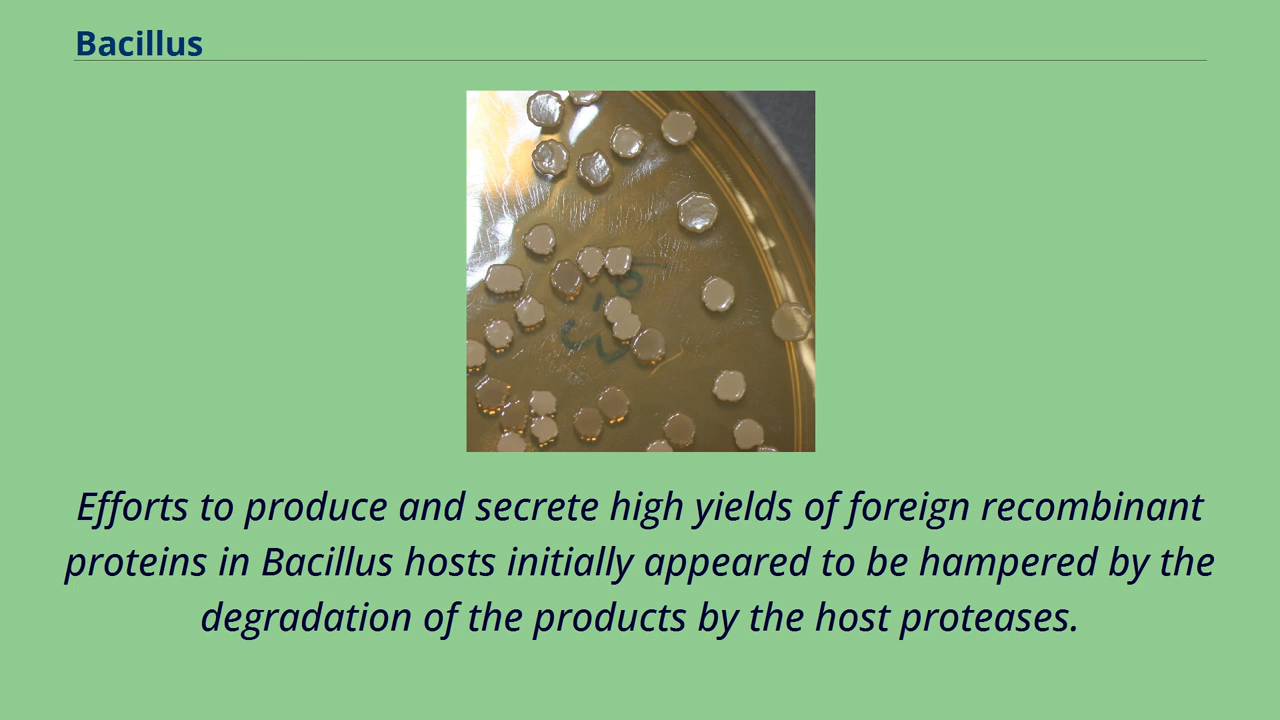 Bacillus
Efforts to produce and secrete high yields of foreign recombinant
proteins in Bacillus hosts initially appeared to be hampered by the
degradation of the products by the host proteases.